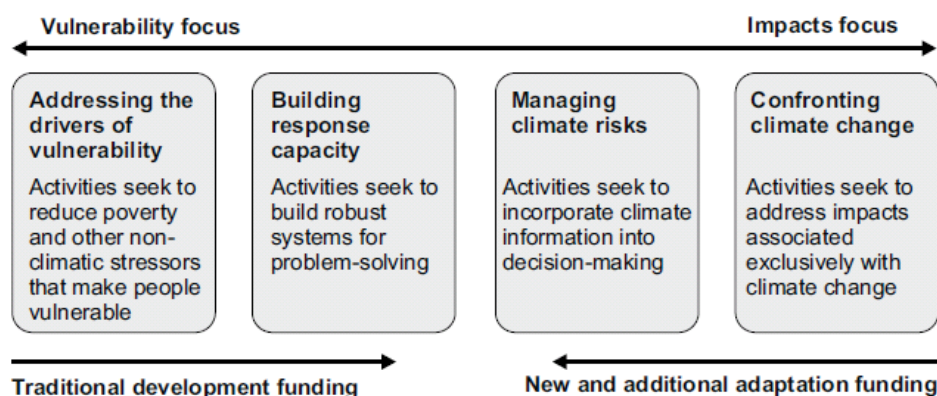 Vulnerability focus
Impacts focus
Addressing the
drivers of
vulnerability
Activities seek to
reduce poverty
and other non-
climatic stressors
that make people
vulnerable
Building
response
capacity
Activities seek to
build robust
systems for
problem-solving
Managing
climate risks
Activities seek to
incorporate climate
information into
decision-making
Confronting
climate change
Activities seek to
address impacts
associated
exclusively with
climate change
Traditional development funding
New and additional adaptation funding